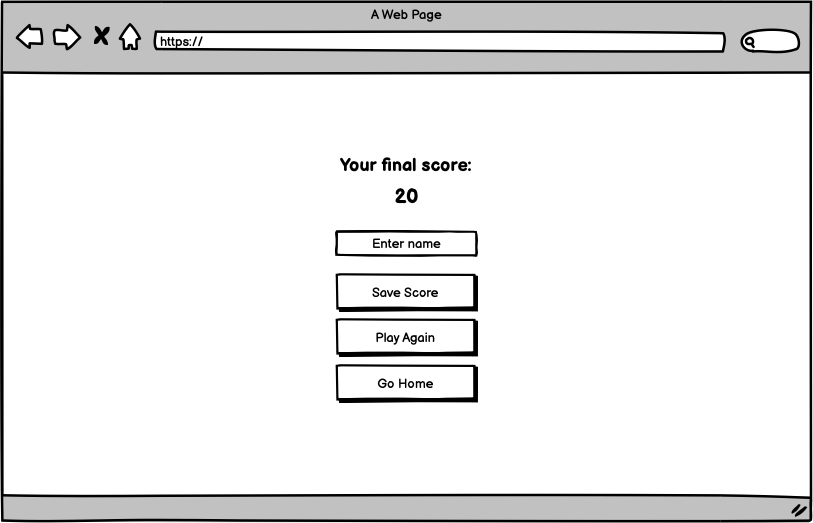 A Web Page
https://
Your final score:
20
Enter name
Save Score
Play Again
Go Home